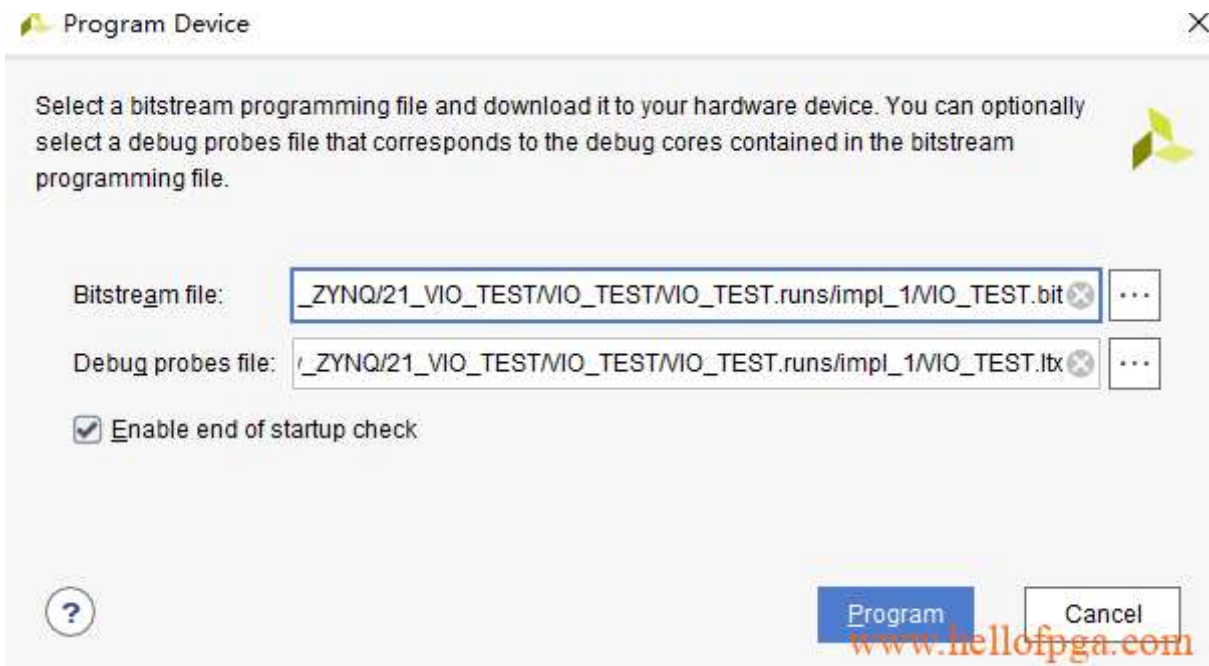 Program Device
Select a bitstream programming file and download it to your hardware device. You can optionally
select a debug probes file that corresponds to the debug cores contained in the bitstream
programming file.
Bitstream file: _ZYNQ/21_VIO_TEST/VIO_TEST/VIO_TEST.runs/impl_1/VIO_TEST.bit ...
Debug probes file: /_ZYNQ/21_VIO_TEST/VIO_TEST/VIO_TEST.runs/impl_1/VIO_TEST.ltx ...
Enable end of startup check
? Program Cancel
www.hellofpga.com